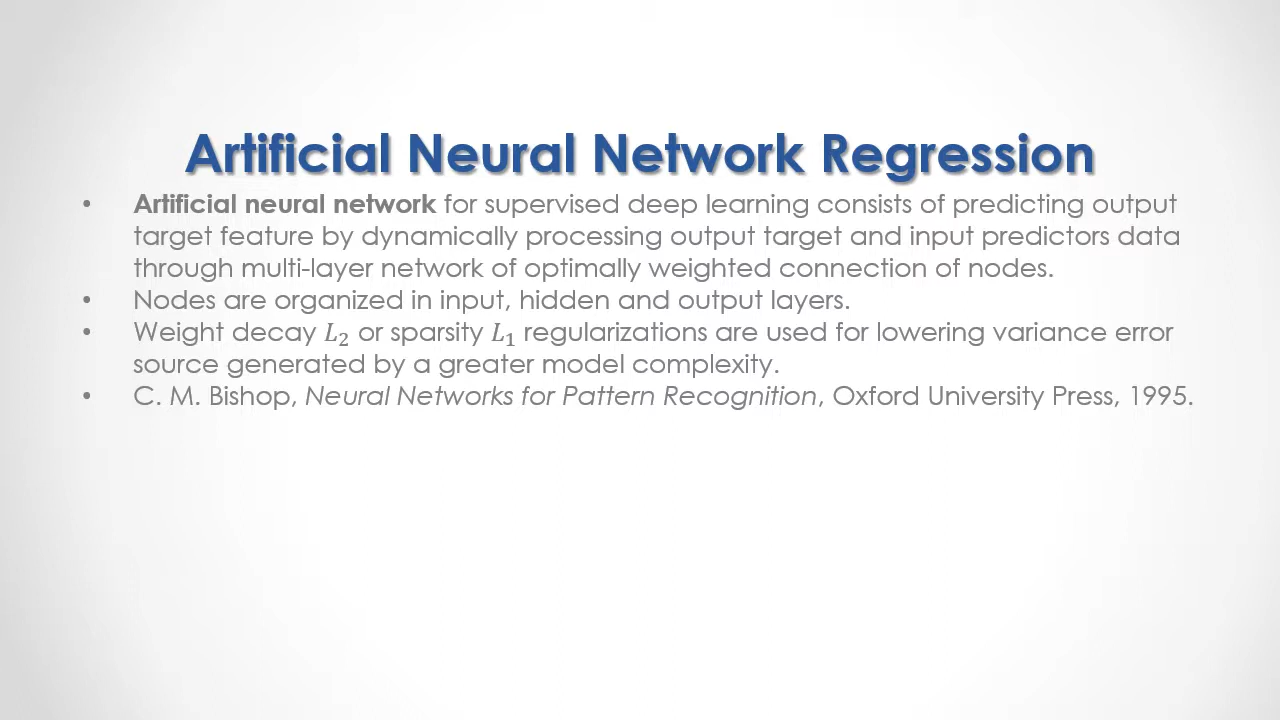 Artificial Neural Network Regression
• Artificial neural network for supervised deep learning consists of predicting output
target feature by dynamically processing output target and input predictors data
through multi-layer network of optimally weighted connection of nodes.
• Nodes are organized in input, hidden and output layers.
• Weight decay L₂ or sparsity L₁ regularizations are used for lowering variance error
source generated by a greater model complexity.
• C. M. Bishop, Neural Networks for Pattern Recognition, Oxford University Press, 1995.